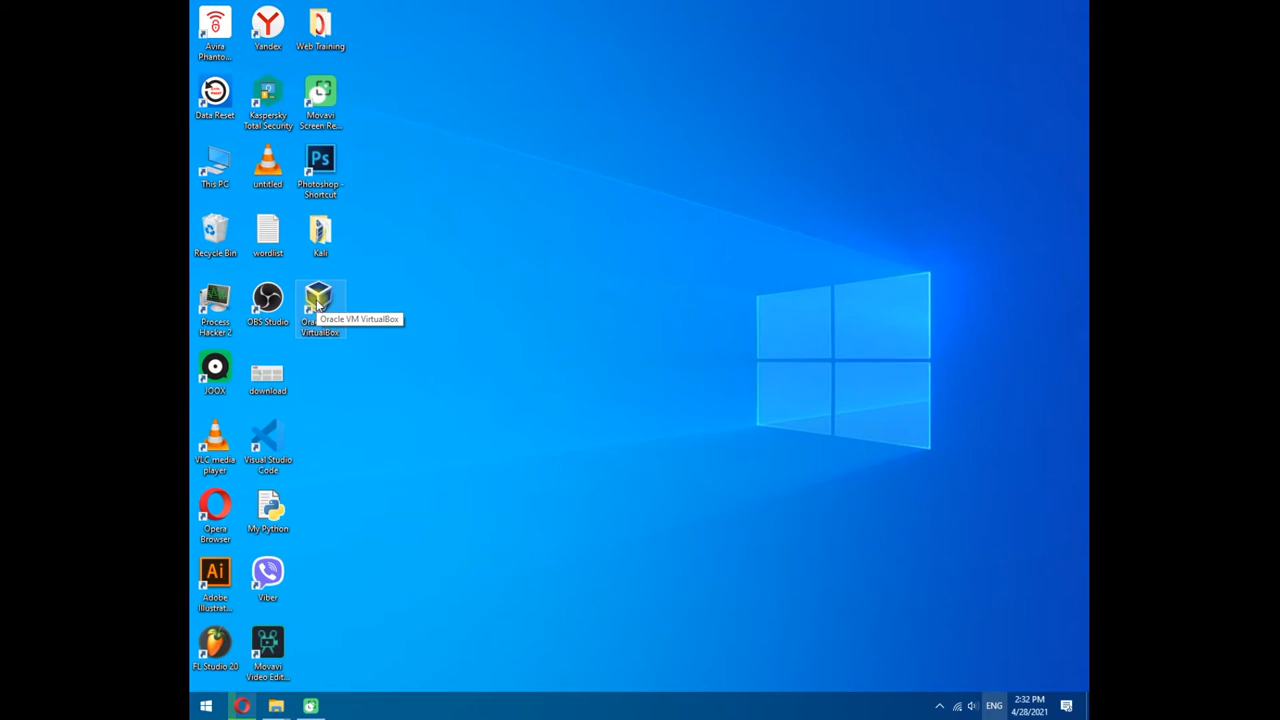 Avira
Phanto...
Yandex
Web Training
Data Reset
Kaspersky
Total Security
Movavi
Screen Re...
This PC
untitled
Photoshop -
Shortcut
Recycle Bin
wordlist
Kali
Process
Hacker 2
OBS Studio
VirtualBox
Oracle VM VirtualBox
JOOX
download
VLC media
player
Visual Studio
Code
Opera
Browser
My Python
Adobe
Illustrat...
Viber
FL Studio 20
Movavi
Video Edit...
ENG
2:32 PM
4/28/2021